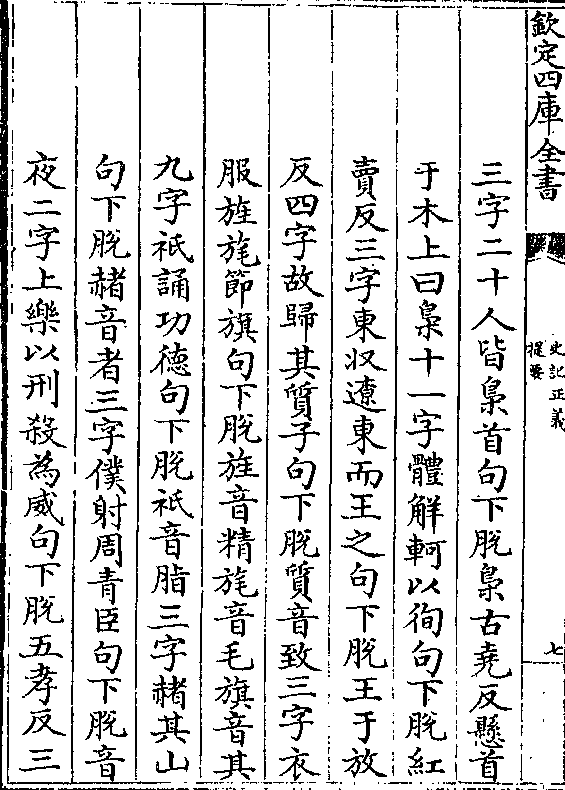 欽定四庫全書
史記正義
提要
七
三字二十人皆梟首句下脫梟古堯反懸首
于木上曰梟十一字體解軻以徇句下脫紅
賣反三字東收遼東而王之句下脫王于放
反四字故歸其質子句下脫質音致三字衣
服旌旄節旗句下脫旌音精旄音毛旗音其
九字祇誦功德句下脫祇音脂三字赭其山
句下脫赭音者三字僕射周青臣句下脫音
夜二字上樂以刑殺為威句下脫五孝反三